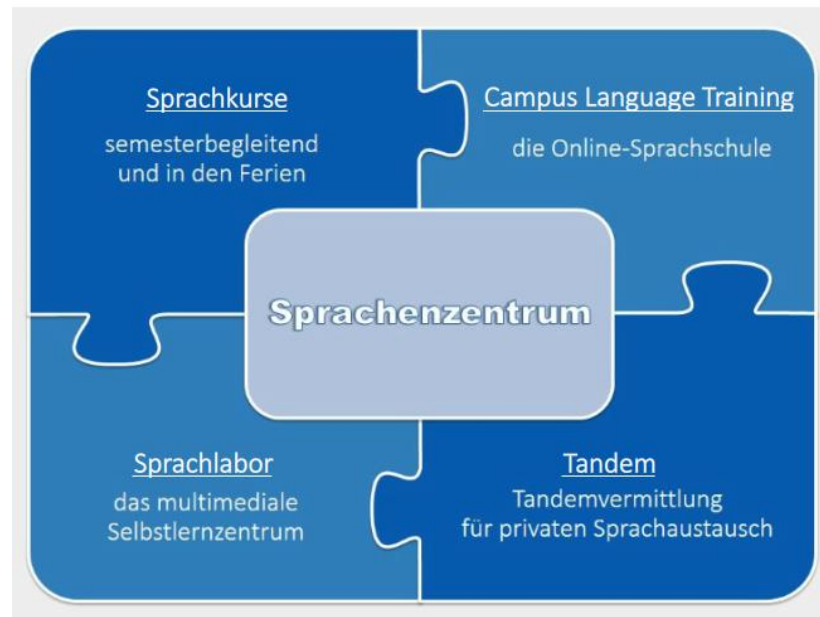 Sprachkurse
semesterbegleitend
und in den Ferien
Campus Language Training
die Online-Sprachschule
Sprachenzentrum
Sprachlabor
das multimediale
Selbstlernzentrum
Tandem
Tandemvermittlung
für privaten Sprachaustausch